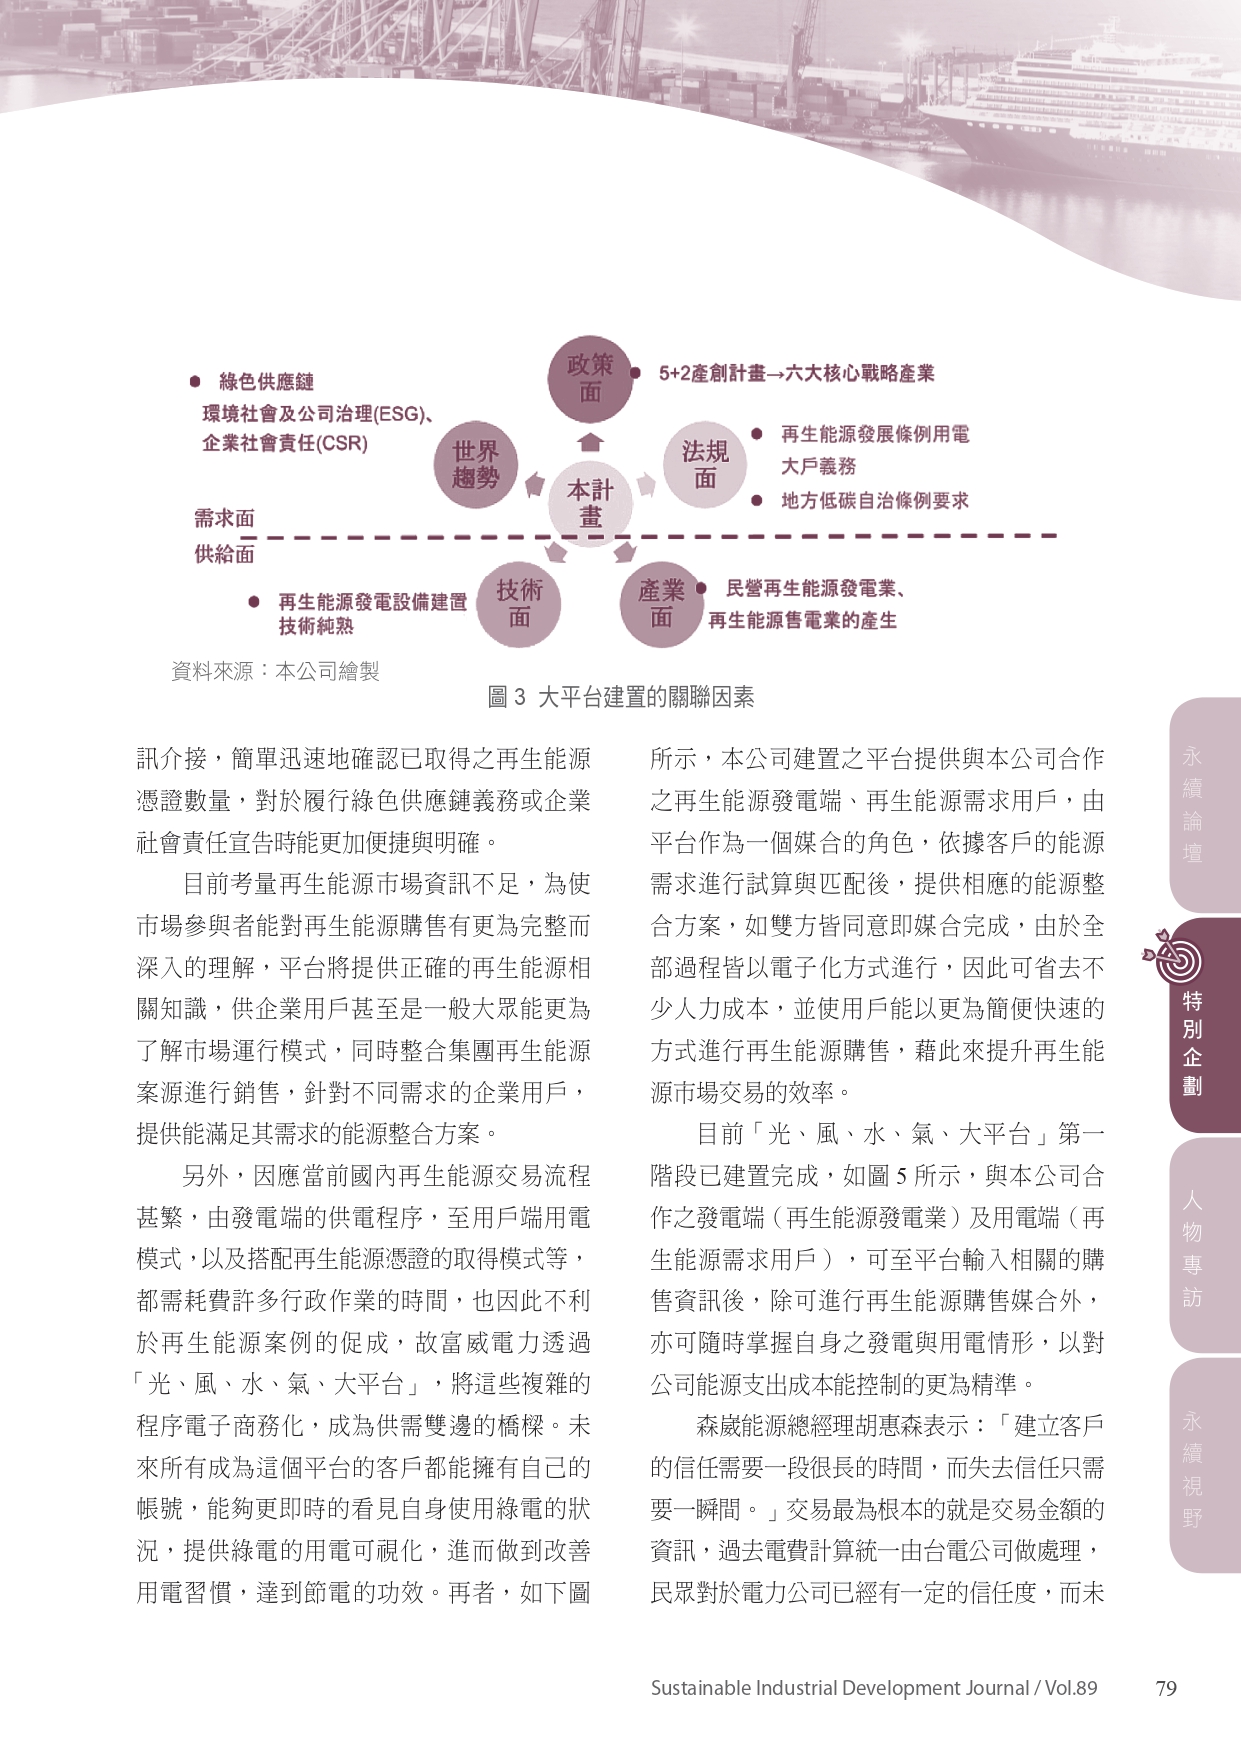 政策
面
5+2產創計畫→六大核心戰略產業
綠色供應鏈
環境社會及公司治理(ESG)、
企業社會責任(CSR)
世界
趨勢
法規
面
再生能源發展條例用電
大戶義務
地方低碳自治條例要求
本計
畫
需求面
供給面
再生能源發電設備建置
技術純熟
技術
面
產業
面
民營再生能源發電業、
再生能源售電業的產生
資料來源：本公司繪製
圖 3 大平台建置的關聯因素
訊介接，簡單迅速地確認已取得之再生能源
憑證數量，對於履行綠色供應鏈義務或企業
社會責任宣告時能更加便捷與明確。
目前考量再生能源市場資訊不足，為使
市場參與者能對再生能源購售有更為完整而
深入的理解，平台將提供正確的再生能源相
關知識，供企業用戶甚至是一般大眾能更為
了解市場運行模式，同時整合集團再生能源
案源進行銷售，針對不同需求的企業用戶，
提供能滿足其需求的能源整合方案。
另外，因應當前國內再生能源交易流程
甚繁，由發電端的供電程序，至用戶端用電
模式，以及搭配再生能源憑證的取得模式等，
都需耗費許多行政作業的時間，也因此不利
於再生能源案例的促成，故富威電力透過
「光、風、水、氣、大平台」，將這些複雜的
程序電子商務化，成為供需雙邊的橋樑。未
來所有成為這個平台的客戶都能擁有自己的
帳號，能夠更即時的看見自身使用綠電的狀
況，提供綠電的用電可視化，進而做到改善
用電習慣，達到節電的功效。再者，如下圖
所示，本公司建置之平台提供與本公司合作
之再生能源發電端、再生能源需求用戶，由
平台作為一個媒合的角色，依據客戶的能源
需求進行試算與匹配後，提供相應的能源整
合方案，如雙方皆同意即媒合完成，由於全
部過程皆以電子化方式進行，因此可省去不
少人力成本，並使用戶能以更為簡便快速的
方式進行再生能源購售，藉此來提升再生能
源市場交易的效率。
目前「光、風、水、氣、大平台」第一
階段已建置完成，如圖 5 所示，與本公司合
作之發電端（再生能源發電業）及用電端（再
生能源需求用戶），可至平台輸入相關的購
售資訊後，除可進行再生能源購售媒合外，
亦可隨時掌握自身之發電與用電情形，以對
公司能源支出成本能控制的更為精準。
森崴能源總經理胡惠森表示：「建立客戶
的信任需要一段很長的時間，而失去信任只需
要一瞬間。」交易最為根本的就是交易金額的
資訊，過去電費計算統一由台電公司做處理，
民眾對於電力公司已經有一定的信任度，而未
永續論壇
特別企劃
人物專訪
永續視野
Sustainable Industrial Development Journal / Vol.89
79